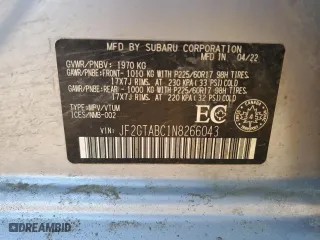 MFD BY SUBARU CORPORATION
GVWR/PNBV: 1970 KG MFD IN 04/22
GAWR/PNBE:FRONT- 1010 KG WITH P225/60R17 98H TIRES,
17X7J RIMS, AT 230 KPA( 33 PSI)COLD
GAWR/PNBE:REAR - 1000 KG WITH P225/60R17 98H TIRES,
17X7J RIMS, AT 220 KPA( 32 PSI)COLD
TYPE:MPV/VTUM
ICES/NMB-002
EC
VIN: JF2GTABC1N8266043
© DCAUTOMOTIVE